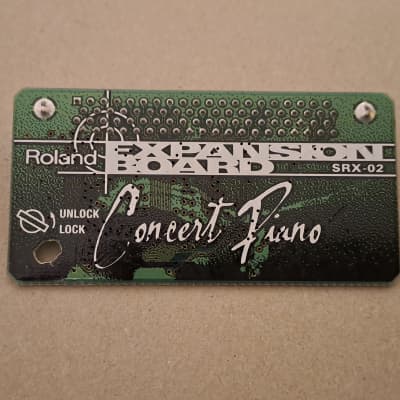 Roland EXPANSION
BOARD SRX-02
UNLOCK
LOCK
Concert Piano